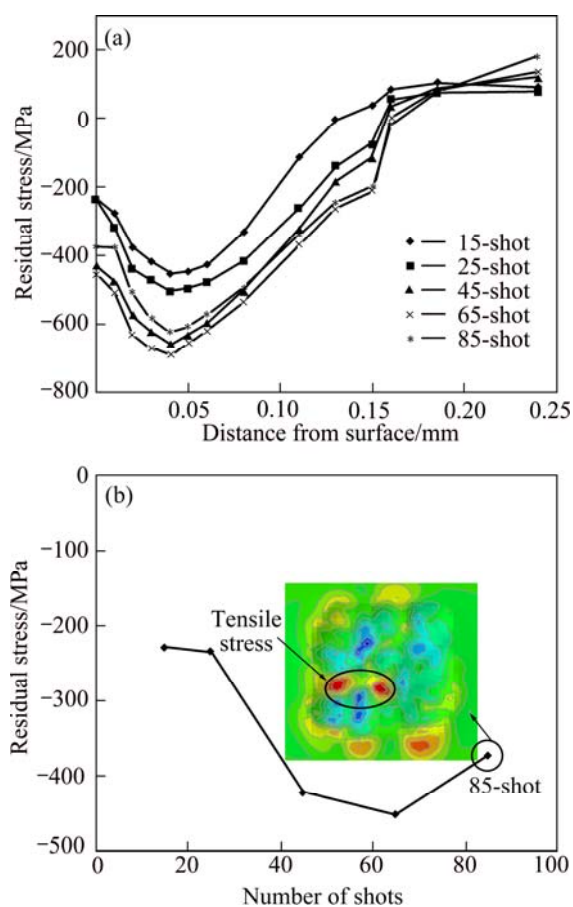 (a)
200
0
−200
−400
−600
−800
Residual stress/MPa
15-shot
25-shot
45-shot
65-shot
85-shot
0.05 0.10 0.15 0.20 0.25
Distance from surface/mm
(b)
0
−100
−200
−300
−400
−500
Residual stress/MPa
Tensile
stress
85-shot
0 20 40 60 80 100
Number of shots